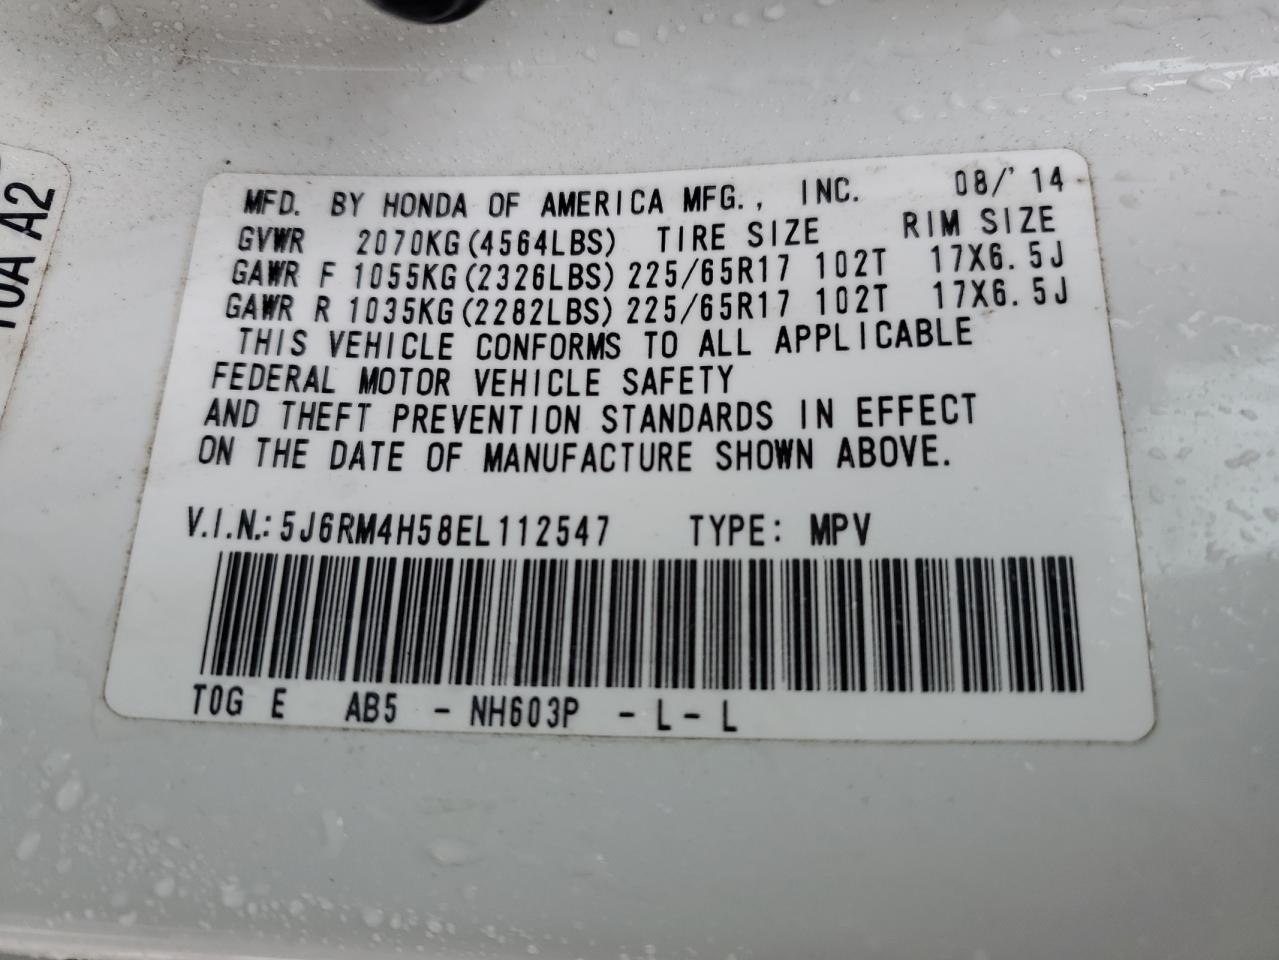 MFD. BY HONDA OF AMERICA MFG., INC. 08/'14
GVWR 2070KG(4564LBS) TIRE SIZE RIM SIZE
GAWR F 1055KG(2326LBS) 225/65R17 102T 17X6.5J
GAWR R 1035KG(2282LBS) 225/65R17 102T 17X6.5J
THIS VEHICLE CONFORMS TO ALL APPLICABLE
FEDERAL MOTOR VEHICLE SAFETY
AND THEFT PREVENTION STANDARDS IN EFFECT
ON THE DATE OF MANUFACTURE SHOWN ABOVE.
V.I.N.: 5J6RM4H58EL112547 TYPE: MPV
T0G E AB5 - NH603P - L - L
A2